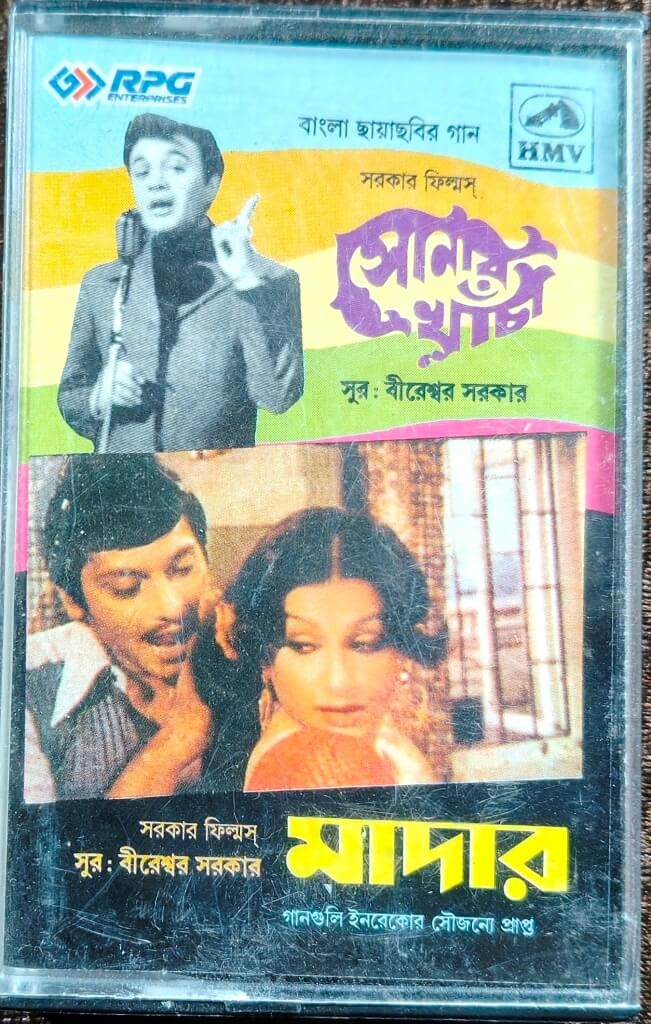 RPG
ENTERPRISES
বাংলা ছায়াছবির গান
HMV
সরকার ফিল্মস্
সোনার
খাঁচা
সুর : বীরেশ্বর সরকার
সরকার ফিল্মস্
সুর : বীরেশ্বর সরকার
মাদার
গানগুলি ইনরেকোর সৌজন্যে প্রাপ্ত